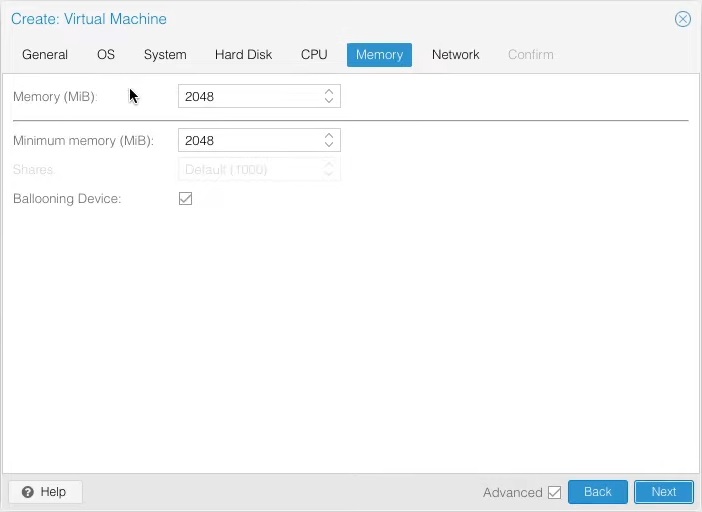 Create: Virtual Machine
General OS System Hard Disk CPU Memory Network Confirm
Memory (MiB): 2048
Minimum memory (MiB): 2048
Shares: Default (1000)
Ballooning Device:
Help Advanced Back Next